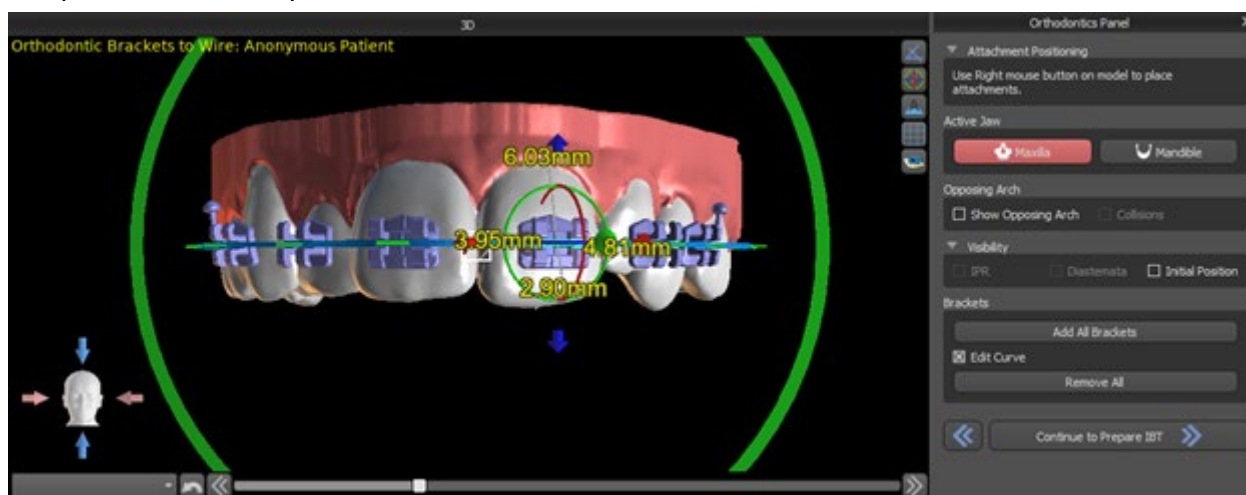 3D
Orthodontics Panel
Orthodontic Brackets to Wire: Anonymous Patient
Attachment Positioning
Use Right mouse button on model to place
attachments.
Active Jaw
Maxilla
Mandible
Opposing Arch
Show Opposing Arch
Collisions
Visibility
IPR
Diastemata
Initial Position
Brackets
Add All Brackets
Edit Curve
Remove All
Continue to Prepare IBT
6.03mm
3.95mm
4.81mm
2.90mm